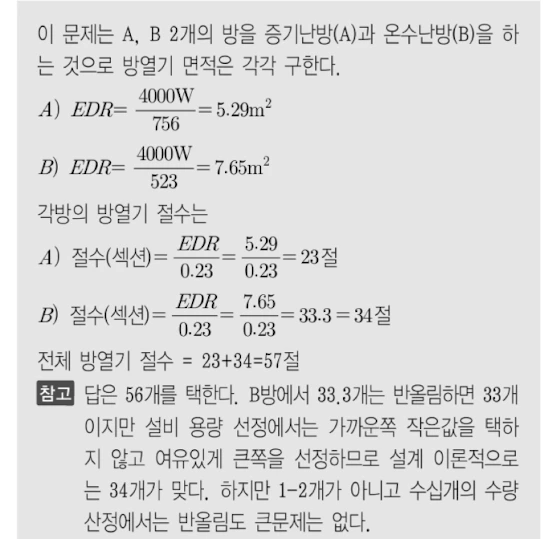 이 문제는 A, B 2개의 방을 증기난방(A)과 온수난방(B)을 하
는 것으로 방열기 면적은 각각 구한다.
A) EDR= 4000W/756 = 5.29m²
B) EDR= 4000W/523 = 7.65m²
각방의 방열기 절수는
A) 절수(섹션)= EDR/0.23 = 5.29/0.23 = 23절
B) 절수(섹션)= EDR/0.23 = 7.65/0.23 = 33.3 = 34절
전체 방열기 절수 = 23+34=57절
참고 답은 56개를 택한다. B방에서 33.3개는 반올림하면 33개
이지만 설비 용량 선정에서는 가까운쪽 작은값을 택하
지 않고 여유있게 큰쪽을 선정하므로 설계 이론적으로
는 34개가 맞다. 하지만 1-2개가 아니고 수십개의 수량
산정에서는 반올림도 큰문제는 없다.